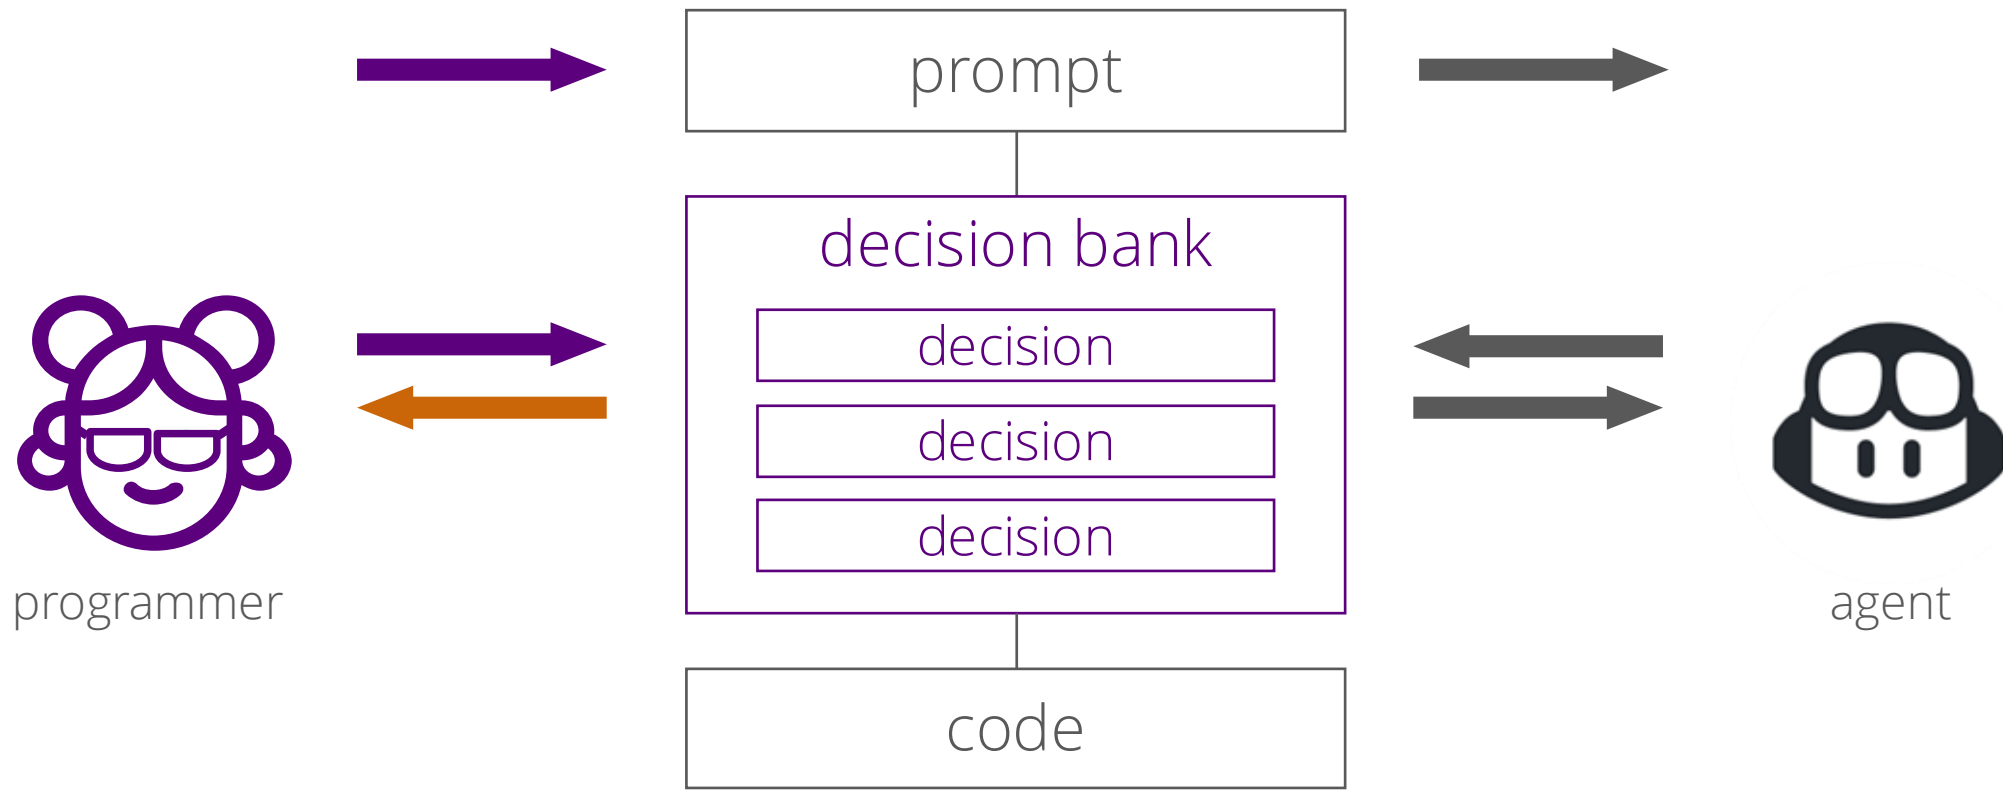 prompt
decision bank
decision
decision
decision
programmer
agent
code